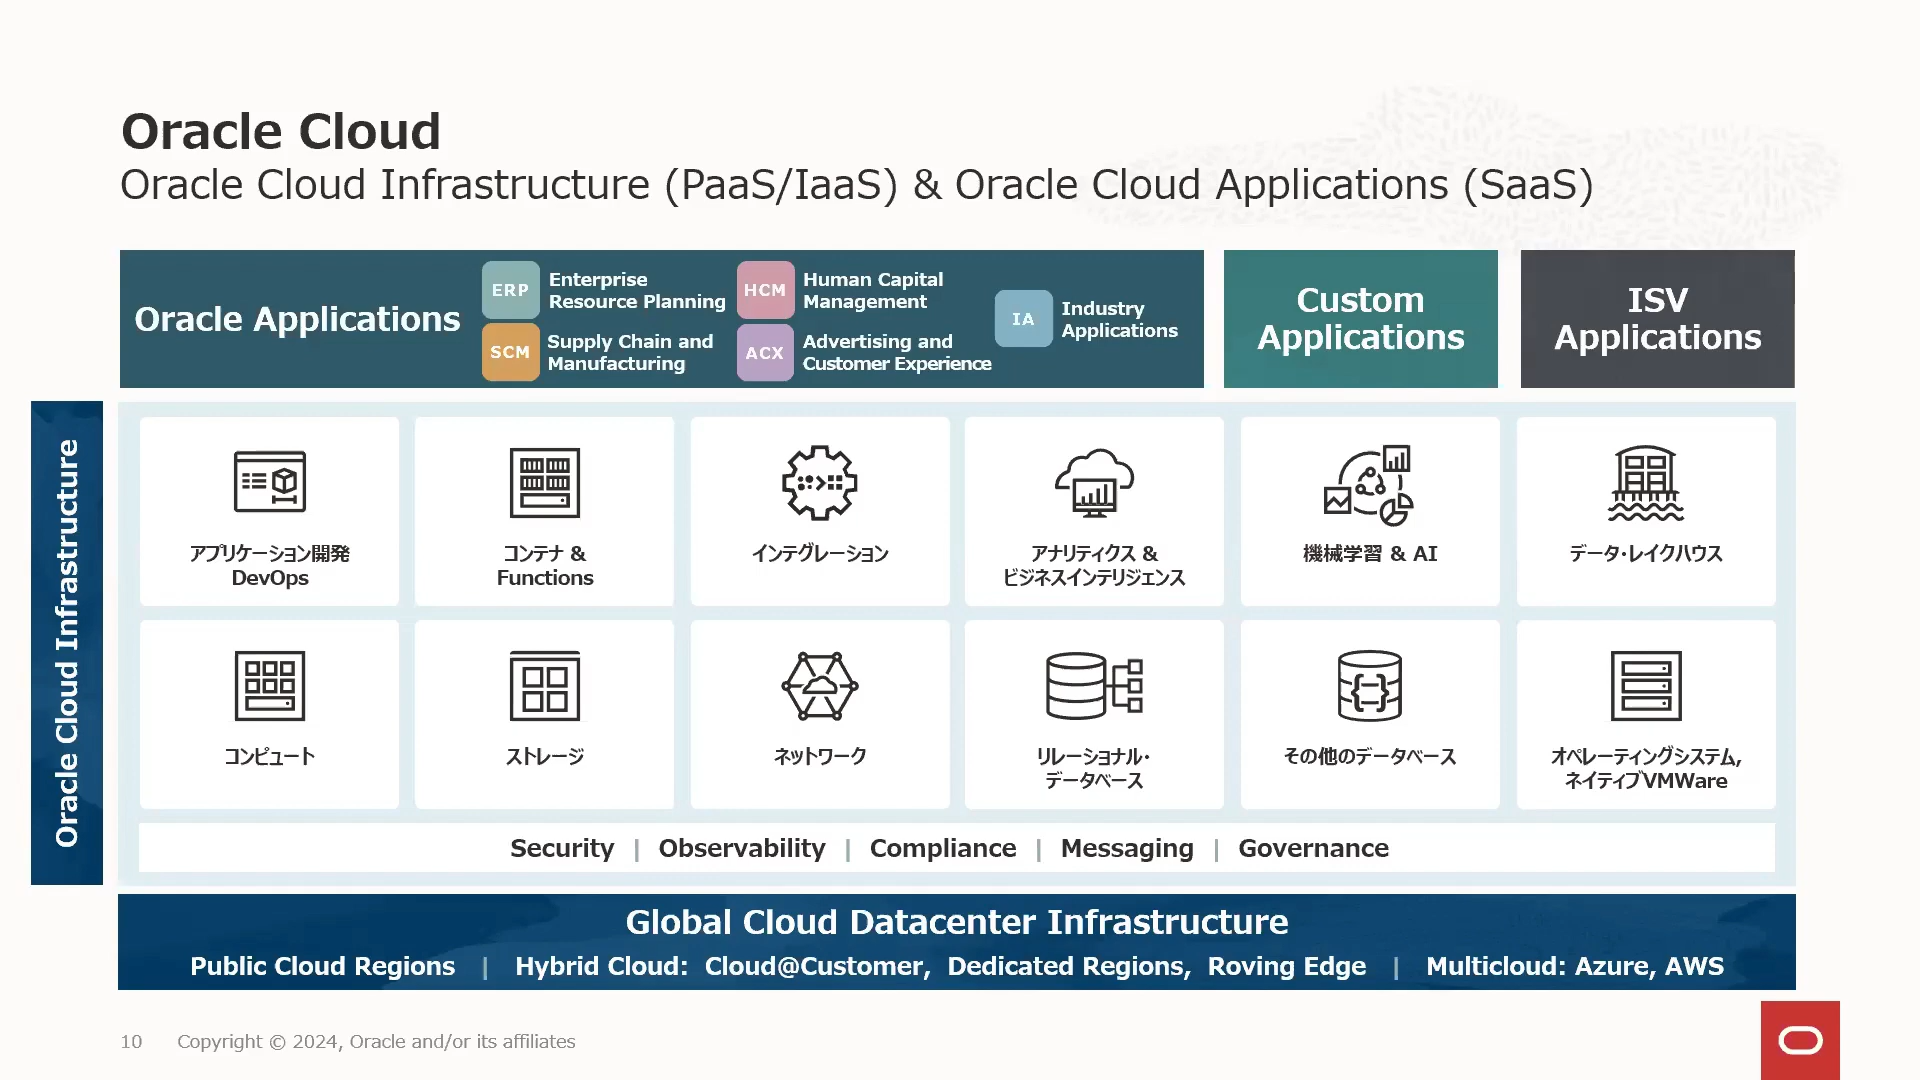 Oracle Cloud
Oracle Cloud Infrastructure (PaaS/IaaS) & Oracle Cloud Applications (SaaS)
Oracle Applications
ERP
Enterprise
Resource Planning
SCM
Supply Chain and
Manufacturing
HCM
Human Capital
Management
ACX
Advertising and
Customer Experience
IA
Industry
Applications
Custom
Applications
ISV
Applications
Oracle Cloud Infrastructure
アプリケーション開発
DevOps
コンテナ &
Functions
インテグレーション
アナリティクス &
ビジネスインテリジェンス
機械学習 & AI
データ・レイクハウス
コンピュート
ストレージ
ネットワーク
リレーショナル・
データベース
その他のデータベース
オペレーティングシステム,
ネイティブVMWare
Security | Observability | Compliance | Messaging | Governance
Global Cloud Datacenter Infrastructure
Public Cloud Regions | Hybrid Cloud: Cloud@Customer, Dedicated Regions, Roving Edge | Multicloud: Azure, AWS
10 Copyright © 2024, Oracle and/or its affiliates